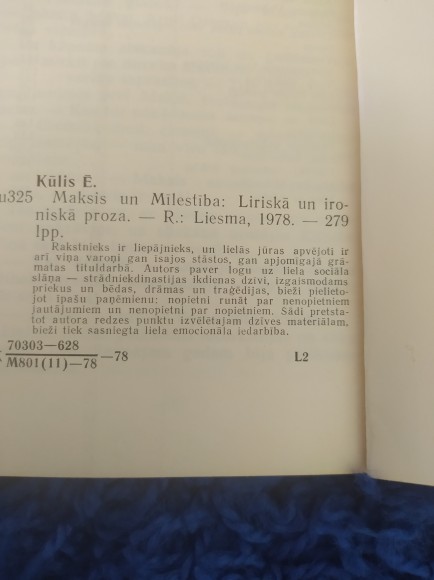 Kūlis Ē.
u325 Maksis un Mīlestība: Liriskā un iro-
niskā proza. — R.: Liesma, 1978. — 279
lpp.
Rakstnieks ir liepājnieks, un lielās jūras apvējoti ir
arī viņa varoņi gan īsajos stāstos, gan apjomīgajā grā-
matas tituldarbā. Autors paver logu uz liela sociāla
slāņa — strādniekdinastijas ikdienas dzīvi, izgaismodams
priekus un bēdas, drāmas un traģēdijas, bieži pielieto-
jot īpašu paņēmienu: nopietni runāt par nenopietniem
jautājumiem un nenopietni par nopietniem. Šādi pretsta-
tot autora redzes punktu izvēlētajam dzīves materiālam,
bieži tiek sasniegta liela emocionāla iedarbība.
70303—628
M801(11)—78 —78 L2